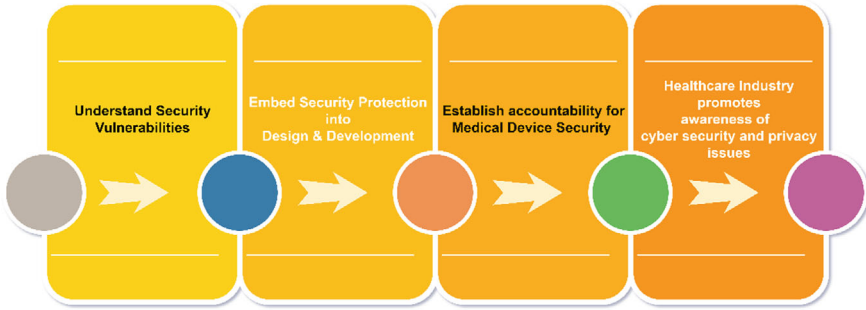 Understand Security
Vulnerabilities
Embed Security Protection
into
Design & Development
Establish accountability for
Medical Device Security
Healthcare Industry
promotes
awareness of
cyber security and privacy
issues